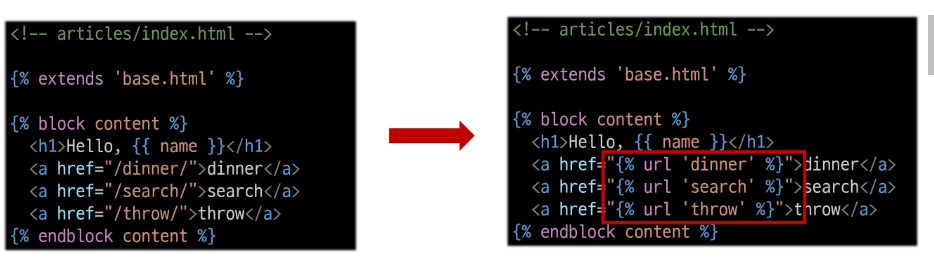 <!-- articles/index.html -->
{% extends 'base.html' %}
{% block content %}
<h1>Hello, {{ name }}</h1>
<a href="/dinner/">dinner</a>
<a href="/search/">search</a>
<a href="/throw/">throw</a>
{% endblock content %}
<!-- articles/index.html -->
{% extends 'base.html' %}
{% block content %}
<h1>Hello, {{ name }}</h1>
<a href="{% url 'dinner' %}">dinner</a>
<a href="{% url 'search' %}">search</a>
<a href="{% url 'throw' %}">throw</a>
{% endblock content %}